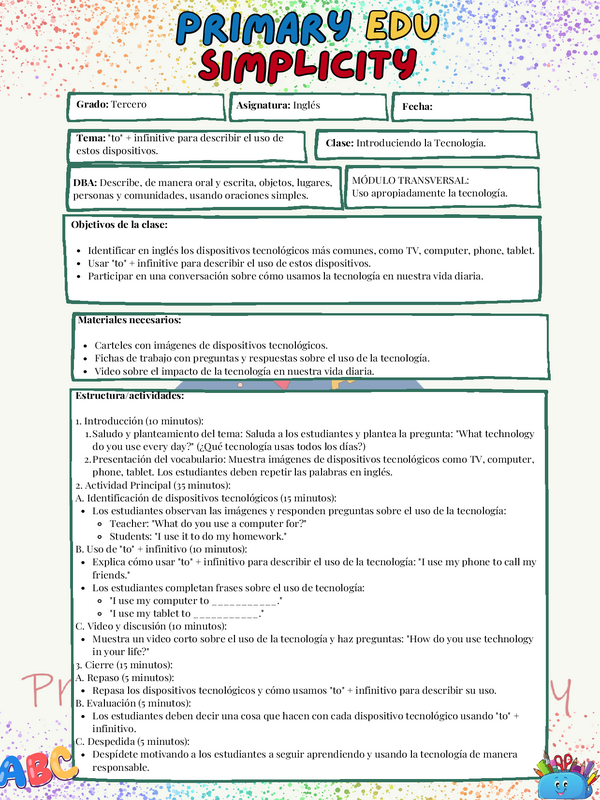 PRIMARY EDU
SIMPLICITY
Grado: Tercero
Asignatura: Inglés
Fecha:
Tema: "to" + infinitive para describir el uso de
estos dispositivos.
Clase: Introduciendo la Tecnología.
DBA: Describe, de manera oral y escrita, objetos, lugares,
personas y comunidades, usando oraciones simples.
MÓDULO TRANSVERSAL:
Uso apropiadamente la tecnología.
Objetivos de la clase:
• Identificar en inglés los dispositivos tecnológicos más comunes, como TV, computer, phone, tablet.
• Usar "to" + infinitive para describir el uso de estos dispositivos.
• Participar en una conversación sobre cómo usamos la tecnología en nuestra vida diaria.
Materiales necesarios:
• Carteles con imágenes de dispositivos tecnológicos.
• Fichas de trabajo con preguntas y respuestas sobre el uso de la tecnología.
• Video sobre el impacto de la tecnología en nuestra vida diaria.
Estructura/actividades:
1. Introducción (10 minutos):
1. Saludo y planteamiento del tema: Saluda a los estudiantes y plantea la pregunta: "What technology
do you use every day?" (¿Qué tecnología usas todos los días?)
2. Presentación del vocabulario: Muestra imágenes de dispositivos tecnológicos como TV, computer,
phone, tablet. Los estudiantes deben repetir las palabras en inglés.
2. Actividad Principal (35 minutos):
A. Identificación de dispositivos tecnológicos (15 minutos):
• Los estudiantes observan las imágenes y responden preguntas sobre el uso de la tecnología:
○ Teacher: "What do you use a computer for?"
○ Students: "I use it to do my homework."
B. Uso de "to" + infinitivo (10 minutos):
• Explica cómo usar "to" + infinitivo para describir el uso de la tecnología: "I use my phone to call my
friends."
• Los estudiantes completan frases sobre el uso de tecnología:
○ "I use my computer to ___________."
○ "I use my tablet to ___________."
C. Video y discusión (10 minutos):
• Muestra un video corto sobre el uso de la tecnología y haz preguntas: "How do you use technology
in your life?"
3. Cierre (15 minutos):
A. Repaso (5 minutos):
• Repasa los dispositivos tecnológicos y cómo usamos "to" + infinitivo para describir su uso.
B. Evaluación (5 minutos):
• Los estudiantes deben decir una cosa que hacen con cada dispositivo tecnológico usando "to" +
infinitivo.
C. Despedida (5 minutos):
• Despídete motivando a los estudiantes a seguir aprendiendo y usando la tecnología de manera
responsable.
ABC